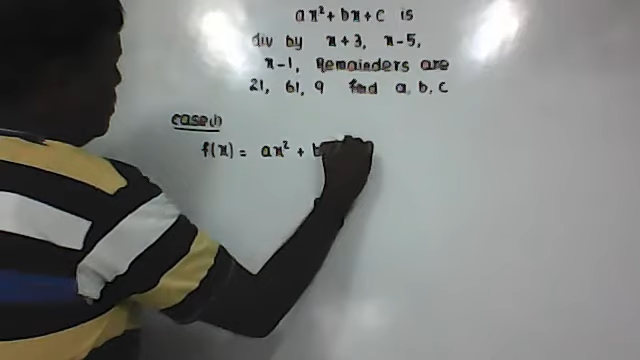 ax² + bx + c is
div by x + 3, x - 5,
x - 1, Remainders are
21, 61, 9 find a, b, c
case(i)
f(x) = ax² + b